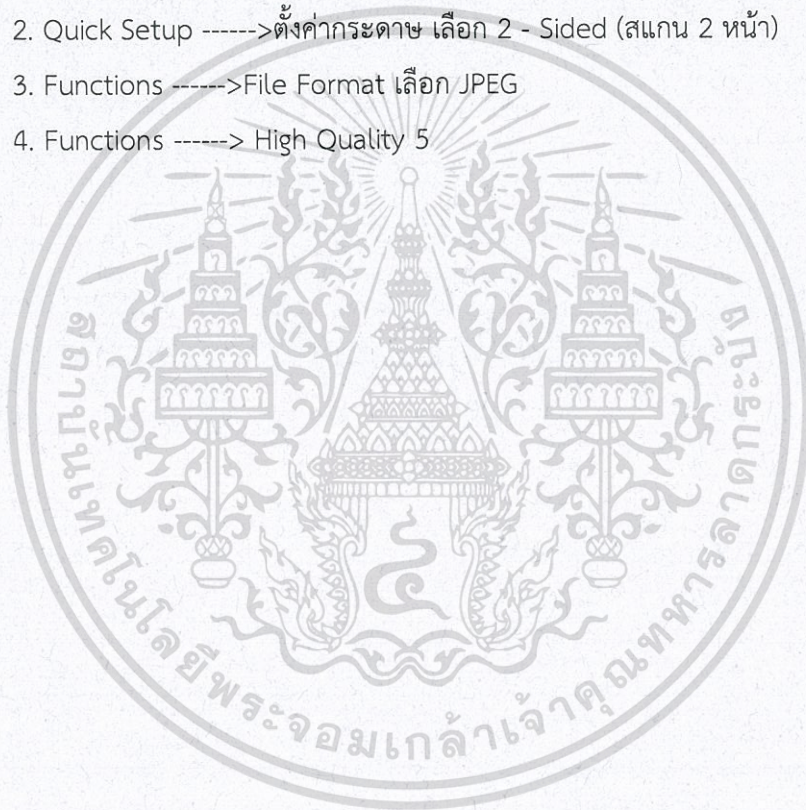 2. Quick Setup ------>ตั้งค่ากระดาษ เลือก 2 - Sided (สแกน 2 หน้า)
3. Functions ------>File Format เลือก JPEG
4. Functions ------> High Quality 5
๔
สถาบันเทคโนโลยีพระจอมเกล้าเจ้าคุณทหารลาดกระบัง